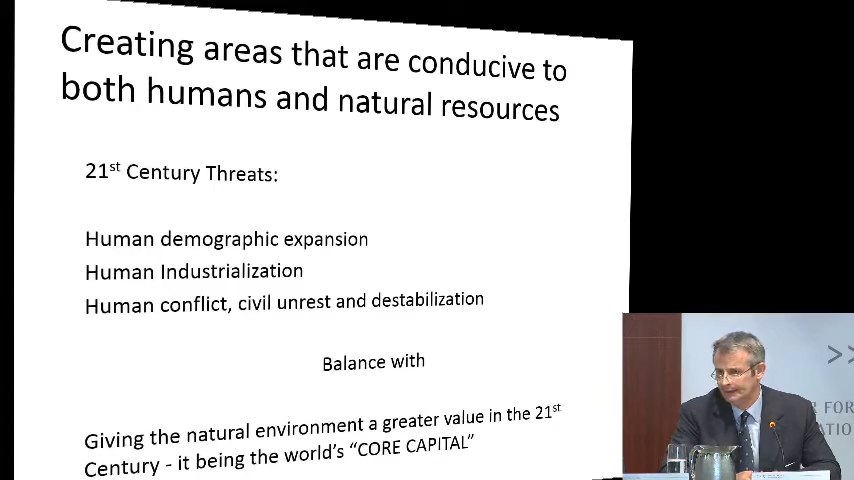 Creating areas that are conducive to
both humans and natural resources
21st Century Threats:
Human demographic expansion
Human Industrialization
Human conflict, civil unrest and destabilization
Balance with
Giving the natural environment a greater value in the 21st
Century - it being the world's "CORE CAPITAL"
>>
R FOR
ATIO